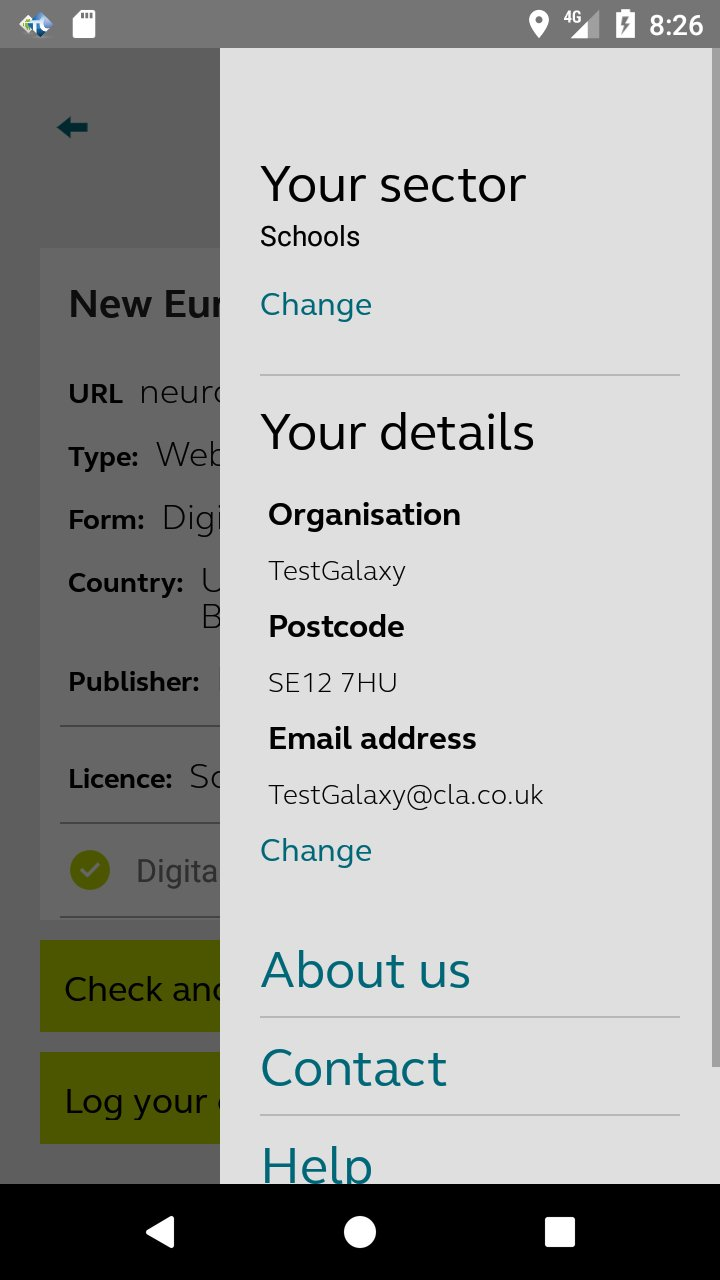 4G 8:26
Your sector
Schools
Change
Your details
Organisation
TestGalaxy
Postcode
SE12 7HU
Email address
TestGalaxy@cla.co.uk
Change
About us
Contact
Help
New Eur
URL neuro
Type: Web
Form: Digi
Country: U
B
Publisher:
Licence: Sc
Digita
Check and
Log your